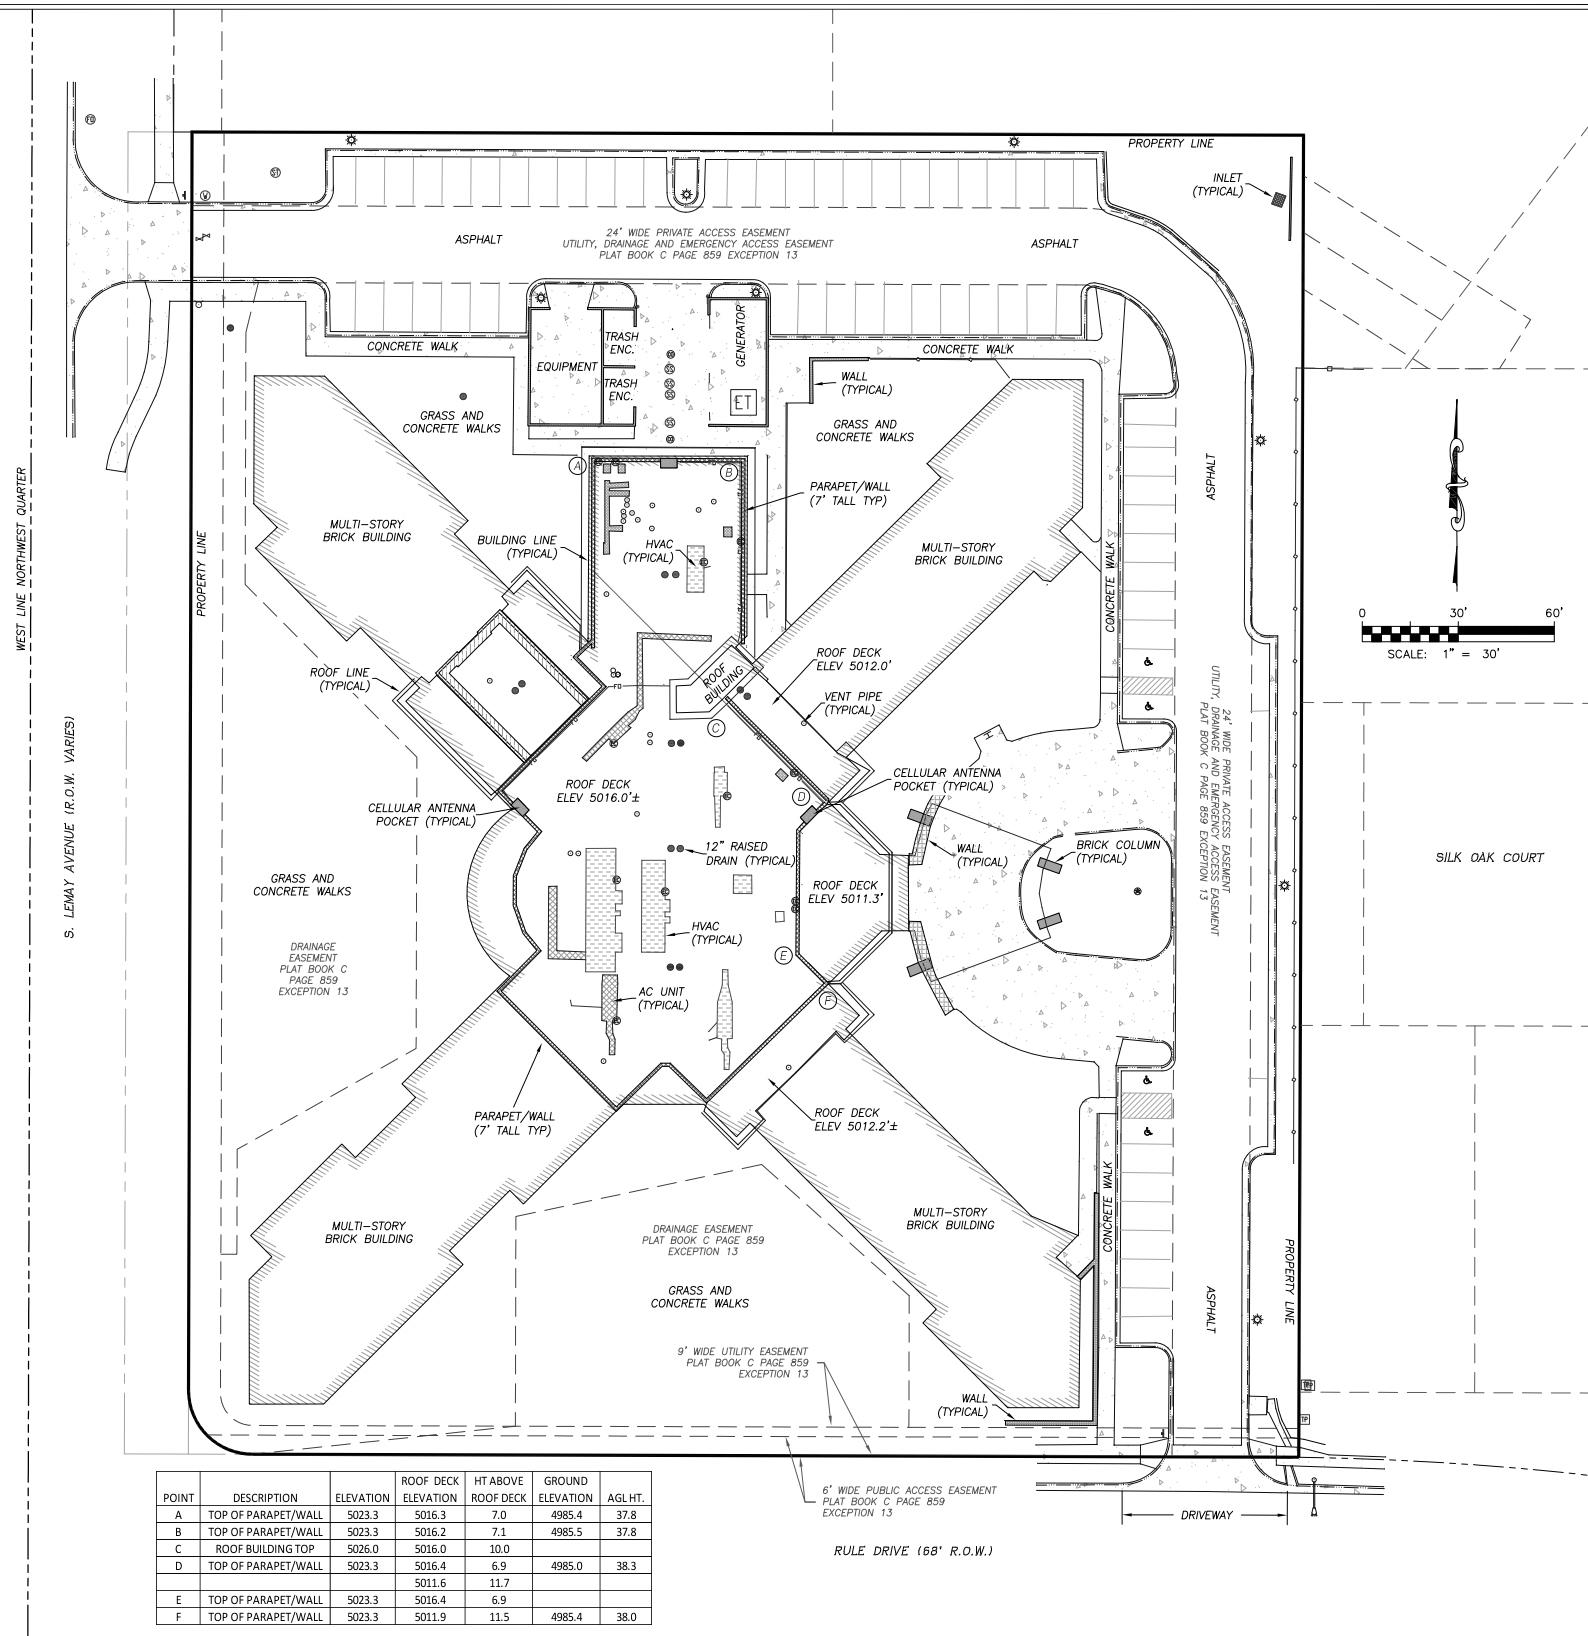 PROPERTY LINE
INLET
(TYPICAL)
FO
ST
W
ASPHALT
24' WIDE PRIVATE ACCESS EASEMENT
UTILITY, DRAINAGE AND EMERGENCY ACCESS EASEMENT
PLAT BOOK C PAGE 859 EXCEPTION 13
ASPHALT
CONCRETE WALK
EQUIPMENT
TRASH
ENC.
TRASH
ENC.
GENERATOR
ET
CONCRETE WALK
WALL
(TYPICAL)
GRASS AND
CONCRETE WALKS
GRASS AND
CONCRETE WALKS
A
B
PARAPET/WALL
(7' TALL TYP)
ASPHALT
WEST LINE NORTHWEST QUARTER
PROPERTY LINE
MULTI-STORY
BRICK BUILDING
BUILDING LINE
(TYPICAL)
HVAC
(TYPICAL)
MULTI-STORY
BRICK BUILDING
CONCRETE WALK
0 30' 60'
SCALE: 1" = 30'
ROOF LINE
(TYPICAL)
FO
ROOF
BUILDING
ROOF DECK
ELEV 5012.0'
VENT PIPE
(TYPICAL)
C
H
24' WIDE PRIVATE ACCESS EASEMENT
UTILITY, DRAINAGE AND EMERGENCY ACCESS EASEMENT
PLAT BOOK C PAGE 859 EXCEPTION 13
S. LEMAY AVENUE (R.O.W. VARIES)
ROOF DECK
ELEV 5016.0'±
CELLULAR ANTENNA
POCKET (TYPICAL)
D
CELLULAR ANTENNA
POCKET (TYPICAL)
12" RAISED
DRAIN (TYPICAL)
WALL
(TYPICAL)
BRICK COLUMN
(TYPICAL)
SILK OAK COURT
GRASS AND
CONCRETE WALKS
ROOF DECK
ELEV 5011.3'
HVAC
(TYPICAL)
E
DRAINAGE
EASEMENT
PLAT BOOK C
PAGE 859
EXCEPTION 13
AC UNIT
(TYPICAL)
F
PARAPET/WALL
(7' TALL TYP)
ROOF DECK
ELEV 5012.2'±
MULTI-STORY
BRICK BUILDING
MULTI-STORY
BRICK BUILDING
CONCRETE WALK
DRAINAGE EASEMENT
PLAT BOOK C PAGE 859
EXCEPTION 13
GRASS AND
CONCRETE WALKS
PROPERTY LINE
ASPHALT
9' WIDE UTILITY EASEMENT
PLAT BOOK C PAGE 859
EXCEPTION 13
WALL
(TYPICAL)
TP
6' WIDE PUBLIC ACCESS EASEMENT
PLAT BOOK C PAGE 859
EXCEPTION 13
DRIVEWAY
RULE DRIVE (68' R.O.W.)
POINT DESCRIPTION ELEVATION ROOF DECK ELEVATION HT ABOVE ROOF DECK GROUND ELEVATION AGL HT.
A TOP OF PARAPET/WALL 5023.3 5016.3 7.0 4985.4 37.8
B TOP OF PARAPET/WALL 5023.3 5016.2 7.1 4985.5 37.8
C ROOF BUILDING TOP 5026.0 5016.0 10.0
D TOP OF PARAPET/WALL 5023.3 5016.4 6.9 4985.0 38.3
5011.6 11.7
E TOP OF PARAPET/WALL 5023.3 5016.4 6.9
F TOP OF PARAPET/WALL 5023.3 5011.9 11.5 4985.4 38.0